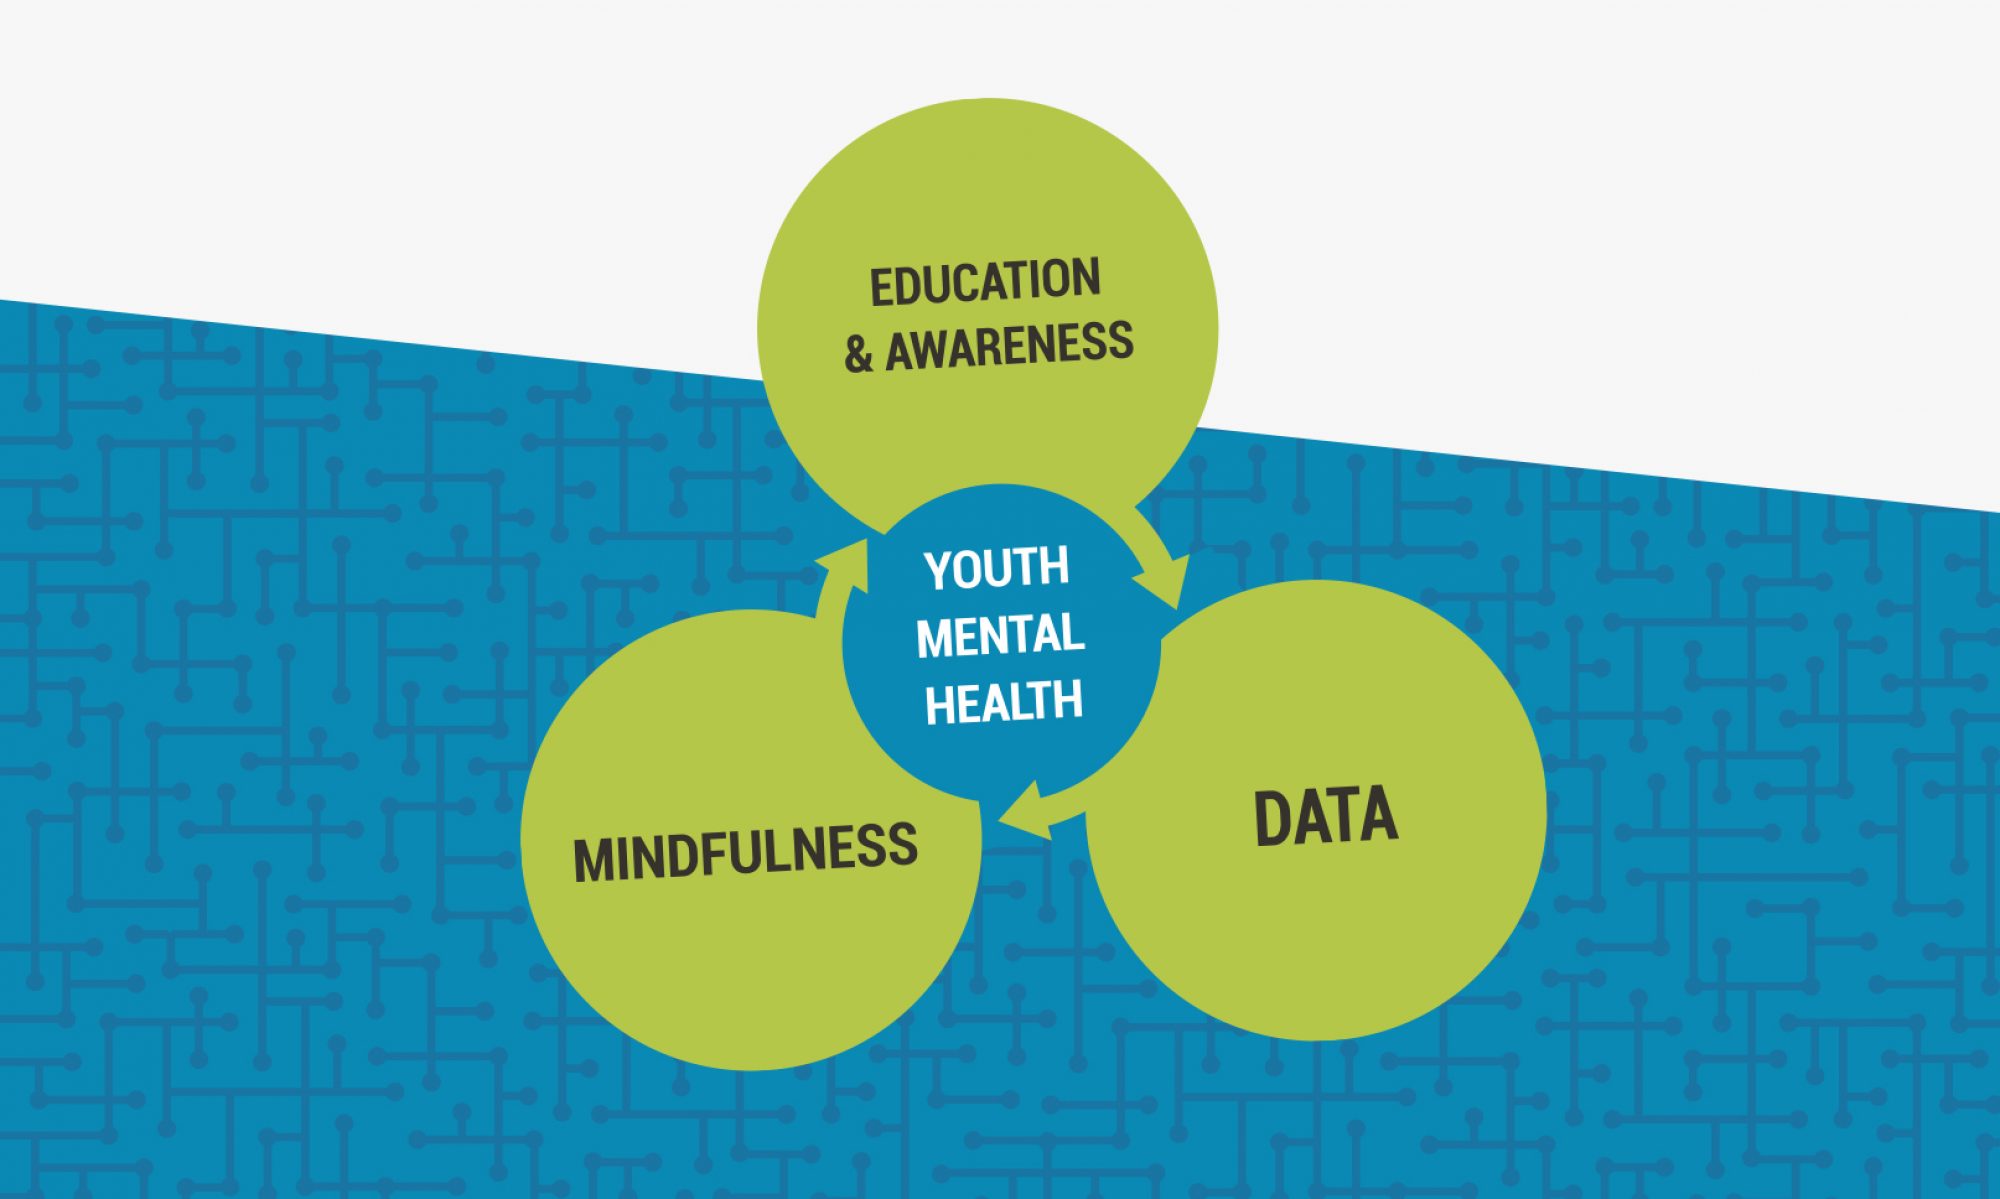 EDUCATION
& AWARENESS
YOUTH
MENTAL
HEALTH
DATA
MINDFULNESS